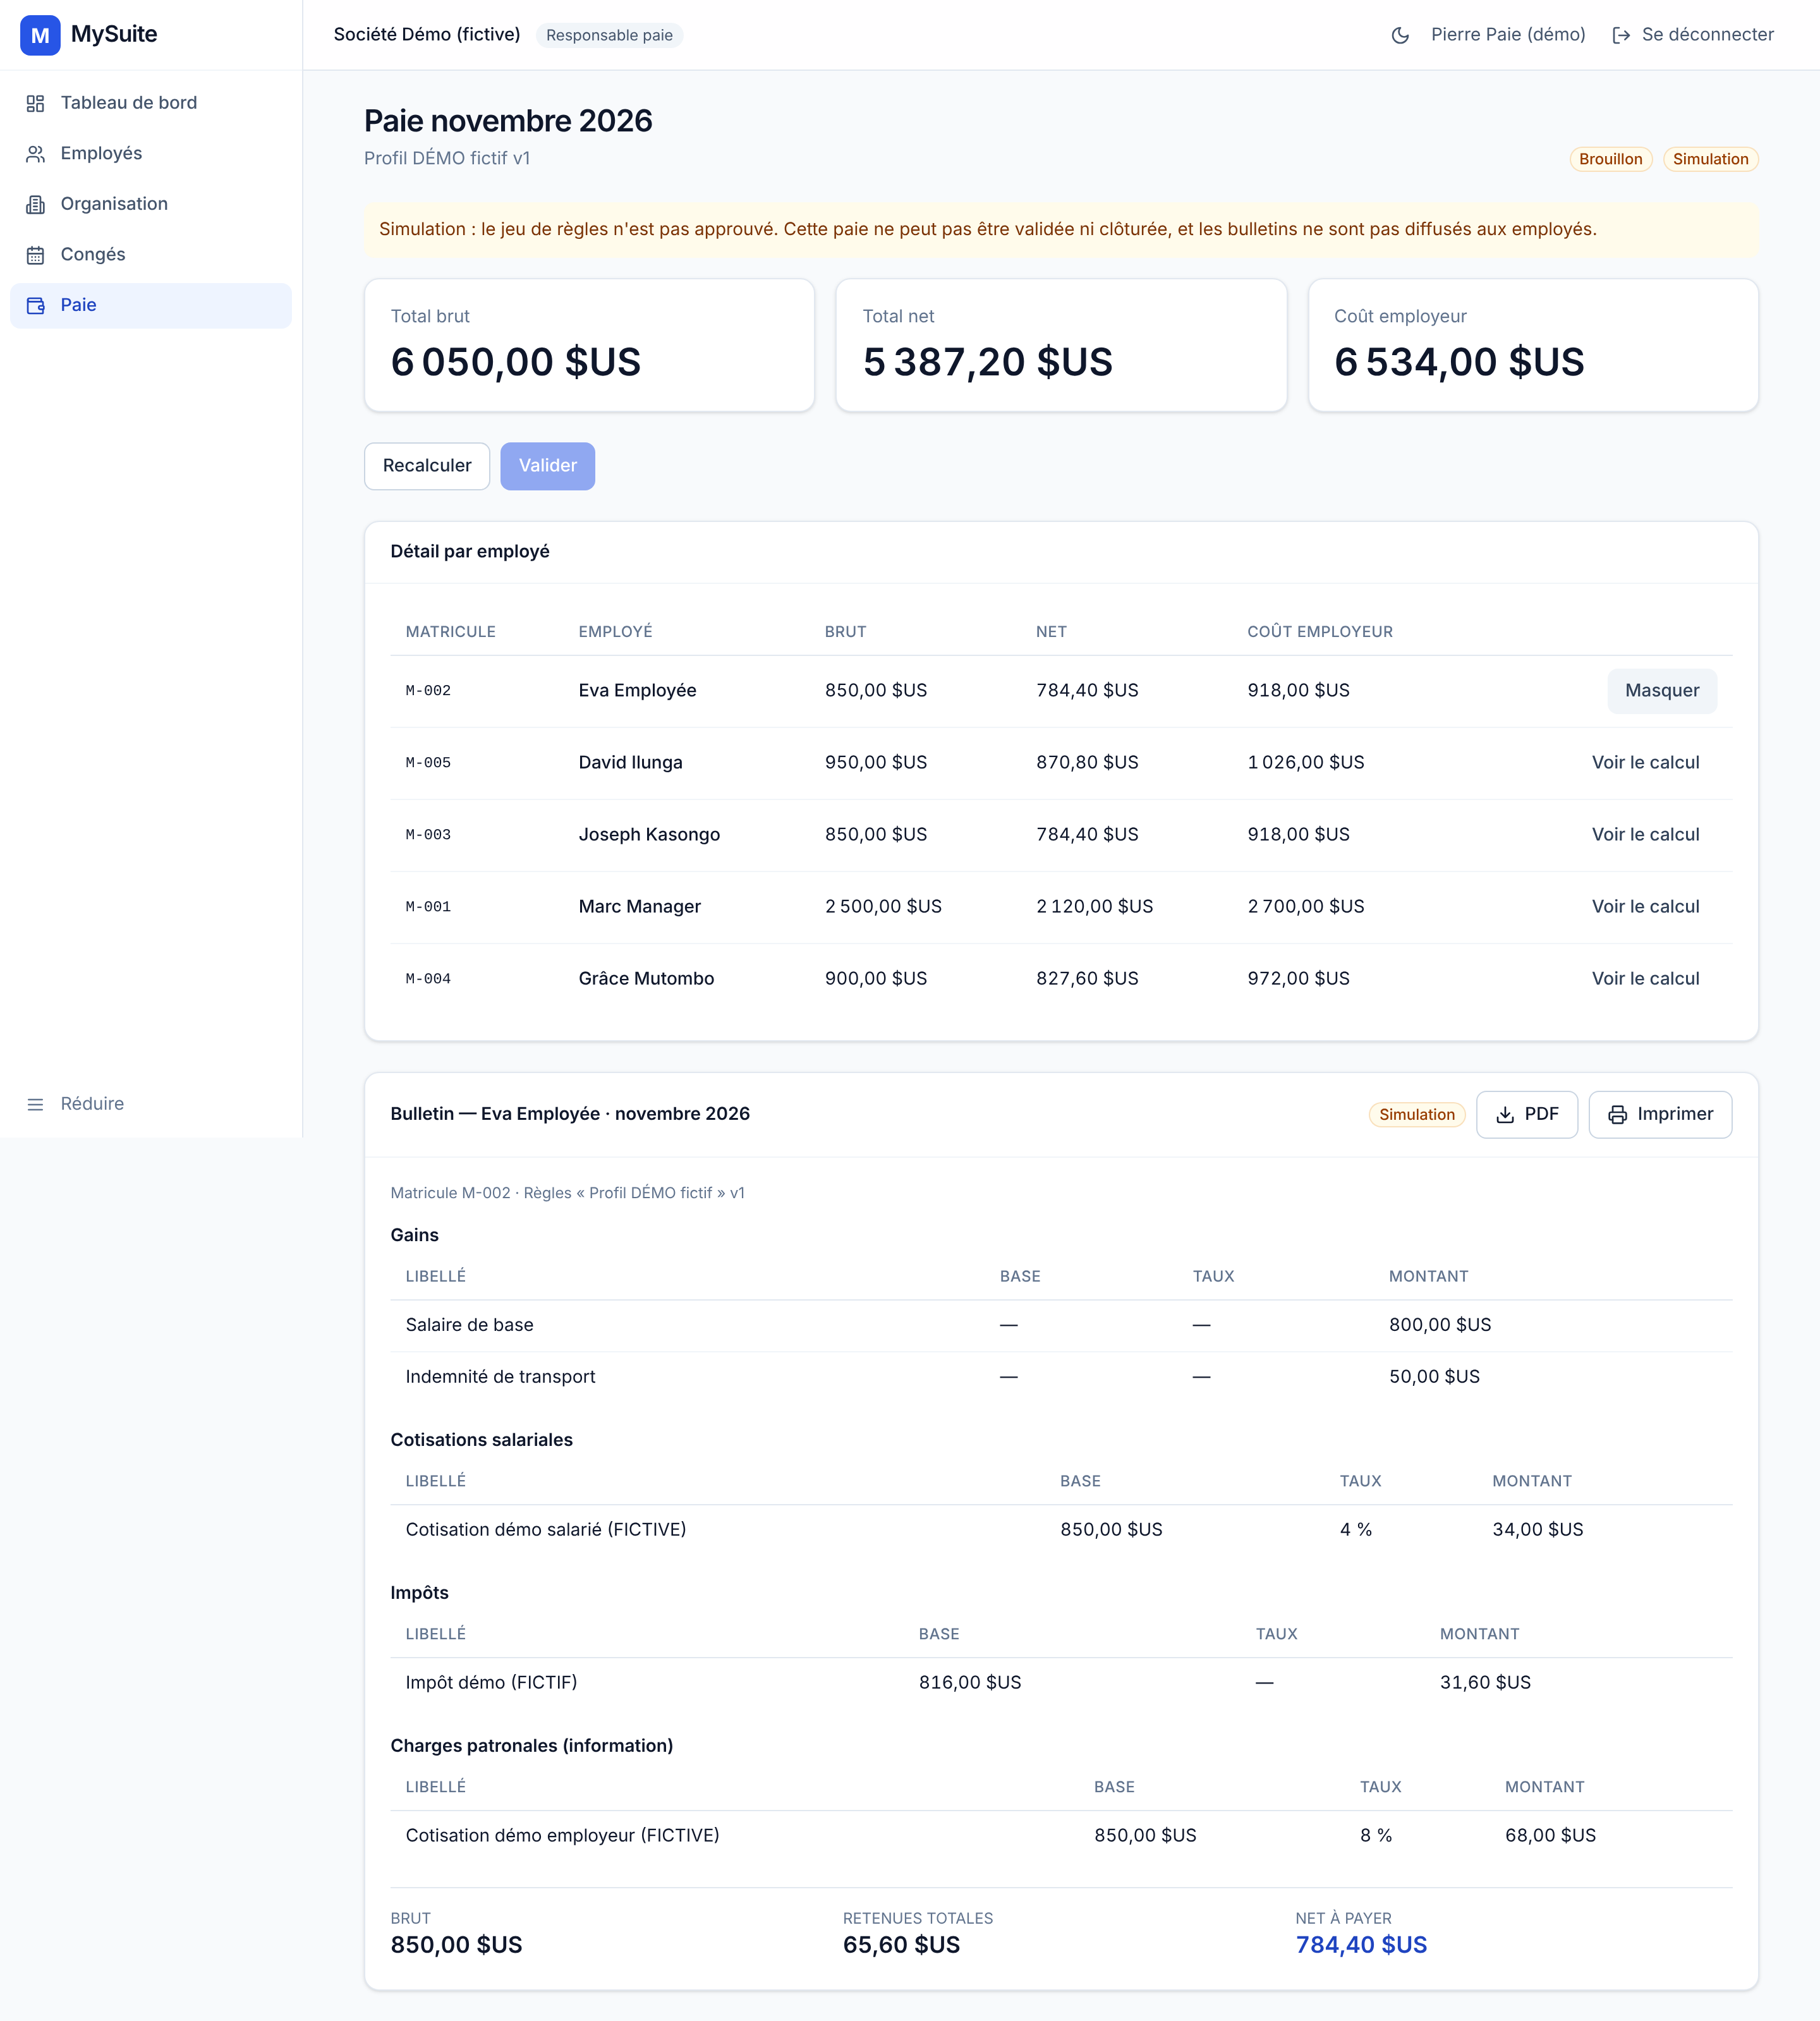 M MySuite
Société Démo (fictive) Responsable paie Pierre Paie (démo) Se déconnecter
Tableau de bord
Employés
Organisation
Congés
Paie
Réduire
Paie novembre 2026
Profil DÉMO fictif v1
Brouillon Simulation
Simulation : le jeu de règles n'est pas approuvé. Cette paie ne peut pas être validée ni clôturée, et les bulletins ne sont pas diffusés aux employés.
Total brut
6 050,00 $US
Total net
5 387,20 $US
Coût employeur
6 534,00 $US
Recalculer Valider
Détail par employé
MATRICULE EMPLOYÉ BRUT NET COÛT EMPLOYEUR
M-002 Eva Employée 850,00 $US 784,40 $US 918,00 $US Masquer
M-005 David Ilunga 950,00 $US 870,80 $US 1 026,00 $US Voir le calcul
M-003 Joseph Kasongo 850,00 $US 784,40 $US 918,00 $US Voir le calcul
M-001 Marc Manager 2 500,00 $US 2 120,00 $US 2 700,00 $US Voir le calcul
M-004 Grâce Mutombo 900,00 $US 827,60 $US 972,00 $US Voir le calcul
Bulletin — Eva Employée · novembre 2026 Simulation PDF Imprimer
Matricule M-002 · Règles « Profil DÉMO fictif » v1
Gains
LIBELLÉ BASE TAUX MONTANT
Salaire de base — — 800,00 $US
Indemnité de transport — — 50,00 $US
Cotisations salariales
LIBELLÉ BASE TAUX MONTANT
Cotisation démo salarié (FICTIVE) 850,00 $US 4 % 34,00 $US
Impôts
LIBELLÉ BASE TAUX MONTANT
Impôt démo (FICTIF) 816,00 $US — 31,60 $US
Charges patronales (information)
LIBELLÉ BASE TAUX MONTANT
Cotisation démo employeur (FICTIVE) 850,00 $US 8 % 68,00 $US
BRUT RETENUES TOTALES NET À PAYER
850,00 $US 65,60 $US 784,40 $US